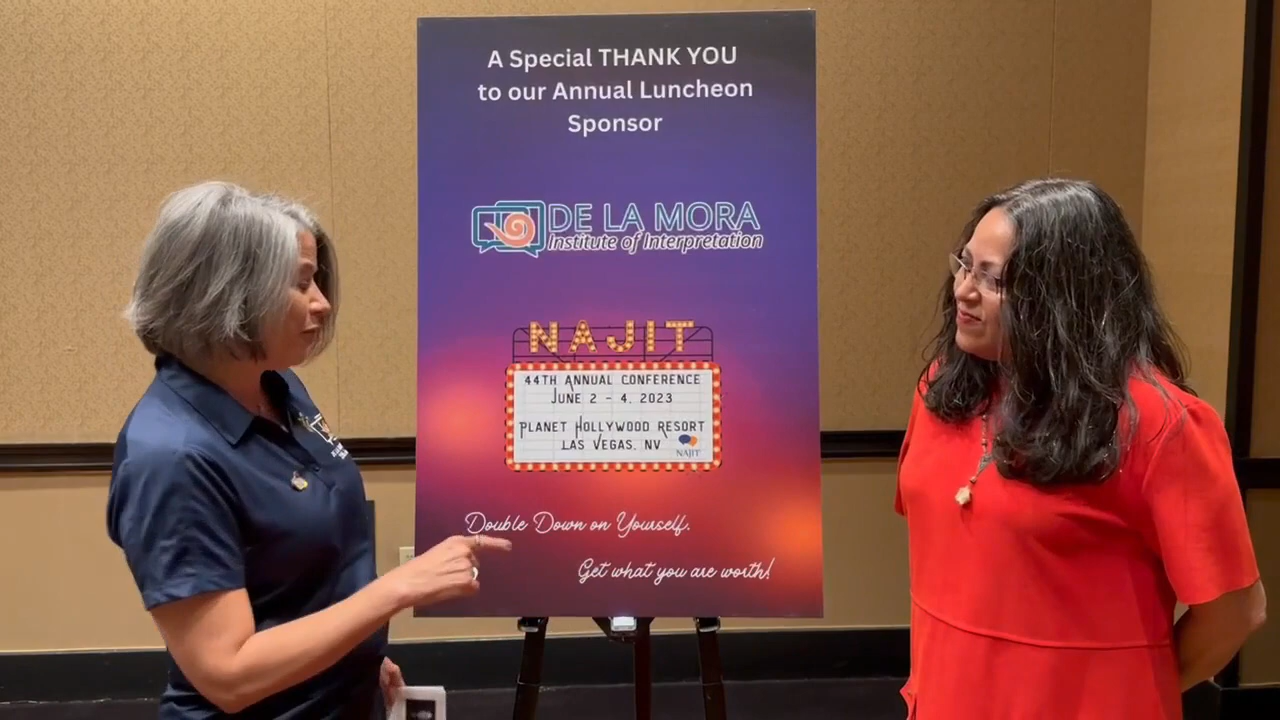 A Special THANK YOU
to our Annual Luncheon
Sponsor
DE LA MORA
Institute of Interpretation
NAJIT
44TH ANNUAL CONFERENCE
JUNE 2 - 4, 2023
PLANET HOLLYWOOD RESORT
LAS VEGAS, NV
NAJIT
Double Down on Yourself.
Get what you are worth!